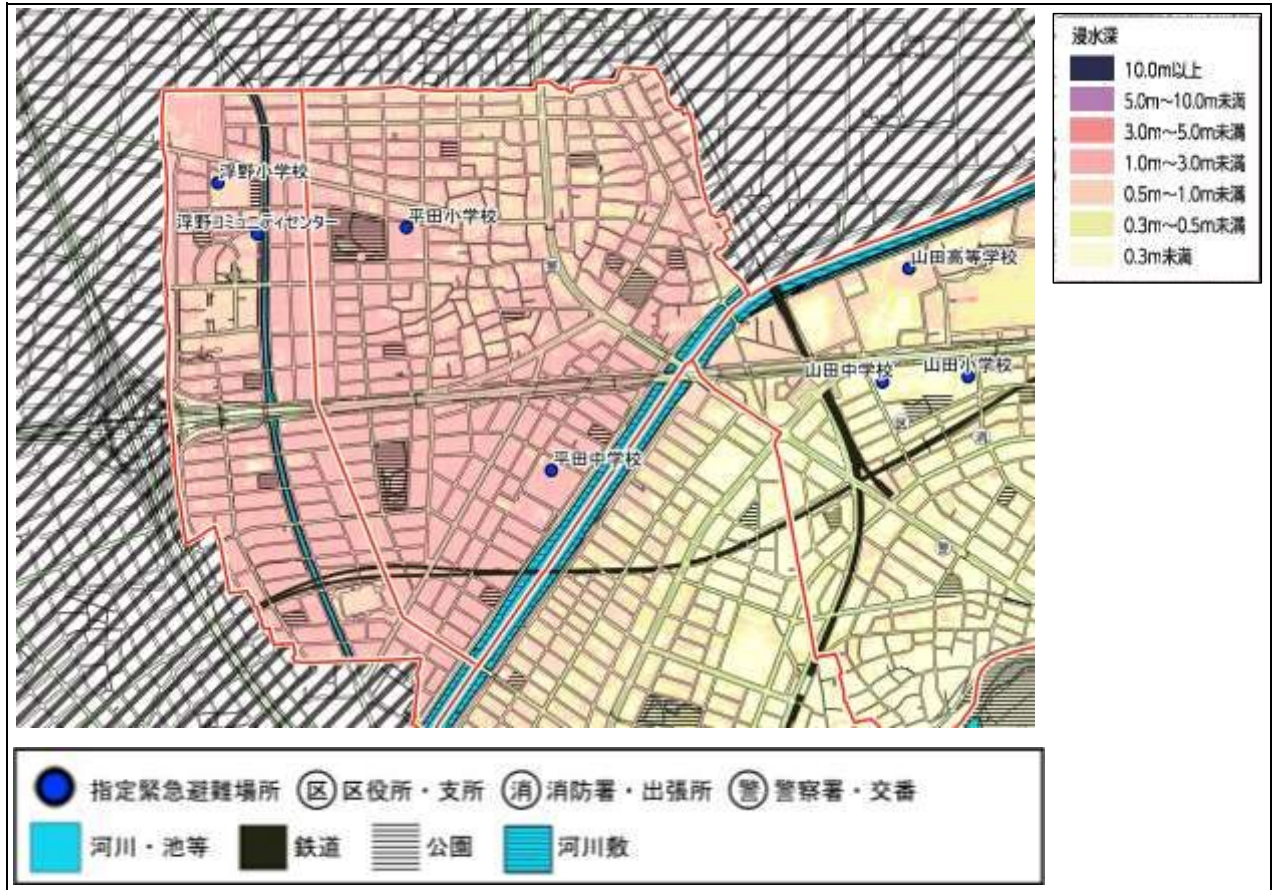 浸水深
10.0m以上
5.0m～10.0m未満
3.0m～5.0m未満
1.0m～3.0m未満
0.5m～1.0m未満
0.3m～0.5m未満
0.3m未満
浮野小学校
浮野コミュニティセンター
平田小学校
警
山田高等学校
山田中学校
山田小学校
区
消
平田中学校
警
指定緊急避難場所 区 区役所・支所 消 消防署・出張所 警 警察署・交番
河川・池等 鉄道 公園 河川敷